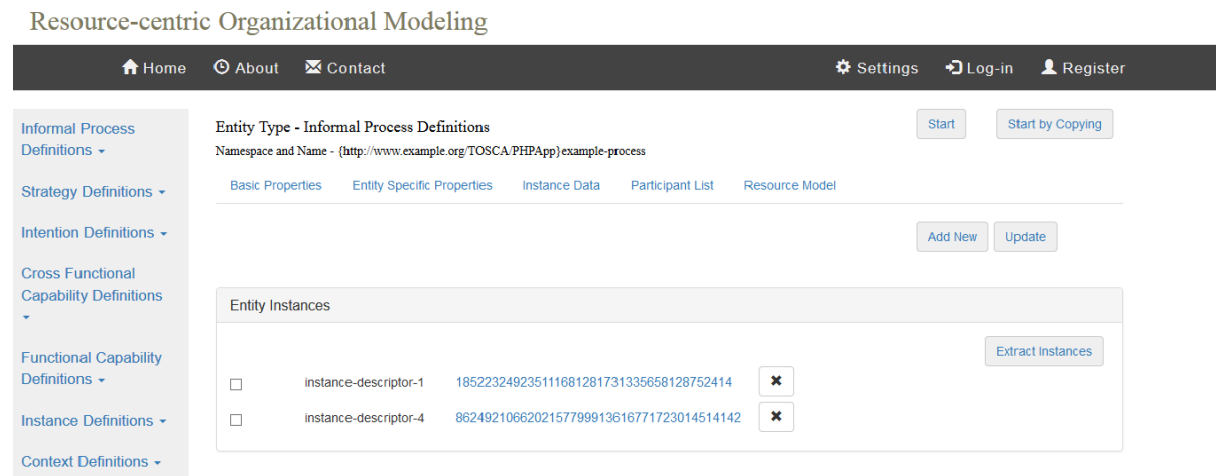 Resource-centric Organizational Modeling
Home About Contact Settings Log-in Register
Informal Process
Definitions
Strategy Definitions
Intention Definitions
Cross Functional
Capability Definitions
Functional Capability
Definitions
Instance Definitions
Context Definitions
Entity Type - Informal Process Definitions
Start Start by Copying
Namespace and Name - {http://www.example.org/TOSCA/PHPApp}example-process
Basic Properties Entity Specific Properties Instance Data Participant List Resource Model
Add New Update
Entity Instances
Extract Instances
instance-descriptor-1 185223249235111681281731335658128752414
instance-descriptor-4 86249210662021577999136167717230145141​42